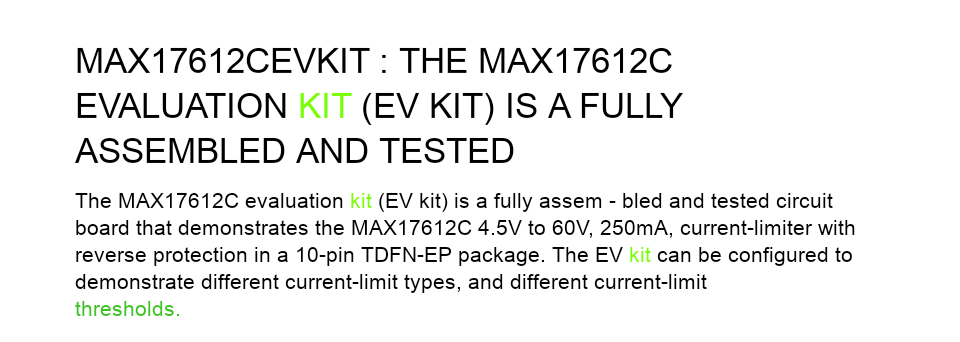 MAX17612CEVKIT : THE MAX17612C
EVALUATION KIT (EV KIT) IS A FULLY
ASSEMBLED AND TESTED
The MAX17612C evaluation kit (EV kit) is a fully assem - bled and tested circuit
board that demonstrates the MAX17612C 4.5V to 60V, 250mA, current-limiter with
reverse protection in a 10-pin TDFN-EP package. The EV kit can be configured to
demonstrate different current-limit types, and different current-limit
thresholds.